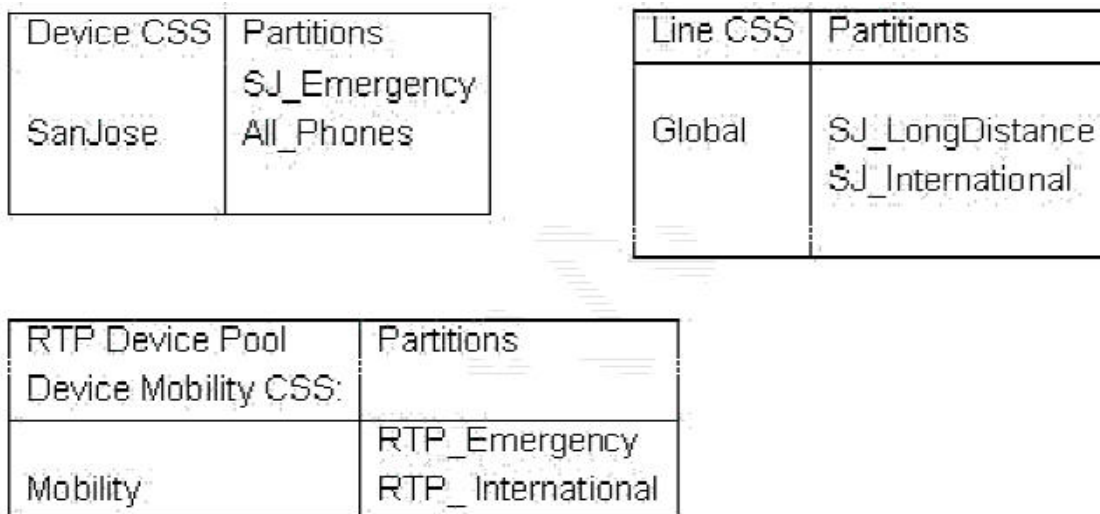 Device CSS Partitions
SJ_Emergency
SanJose All_Phones
Line CSS Partitions
Global SJ_LongDistance
SJ_International
RTP Device Pool Partitions
Device Mobility CSS:
RTP_Emergency
Mobility RTP_ International